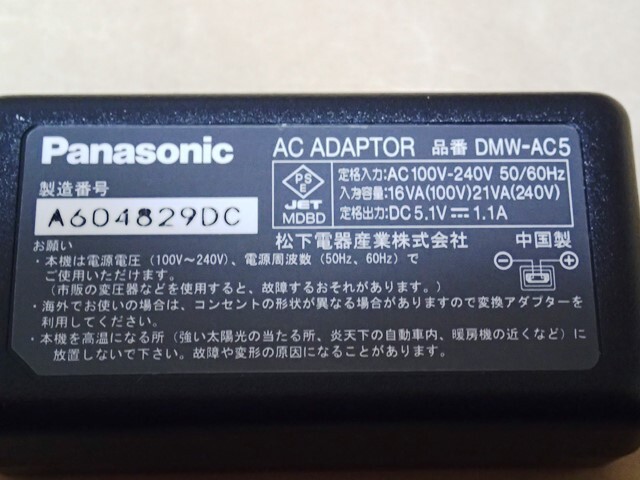 Panasonic
AC ADAPTOR 品番 DMW-AC5
製造番号
A604829DC
PSE
JET
MDBD
定格入力:AC100V-240V 50/60Hz
入力容量:16VA(100V)21VA(240V)
定格出力:DC5.1V⎓1.1A
松下電器産業株式会社 中国製
お願い
・本機は電源電圧(100V〜240V)、電源周波数(50Hz、60Hz)で
ご使用いただけます。
(市販の変圧器などを使用すると、故障するおそれがあります。)
・海外でお使いの場合は、コンセントの形状が異なる場合がありますので変換アダプターを
利用してください。
・本機を高温になる所(強い太陽光の当たる所、炎天下の自動車内、暖房機の近くなど)に
放置しないで下さい。故障や変形の原因になることがあります。